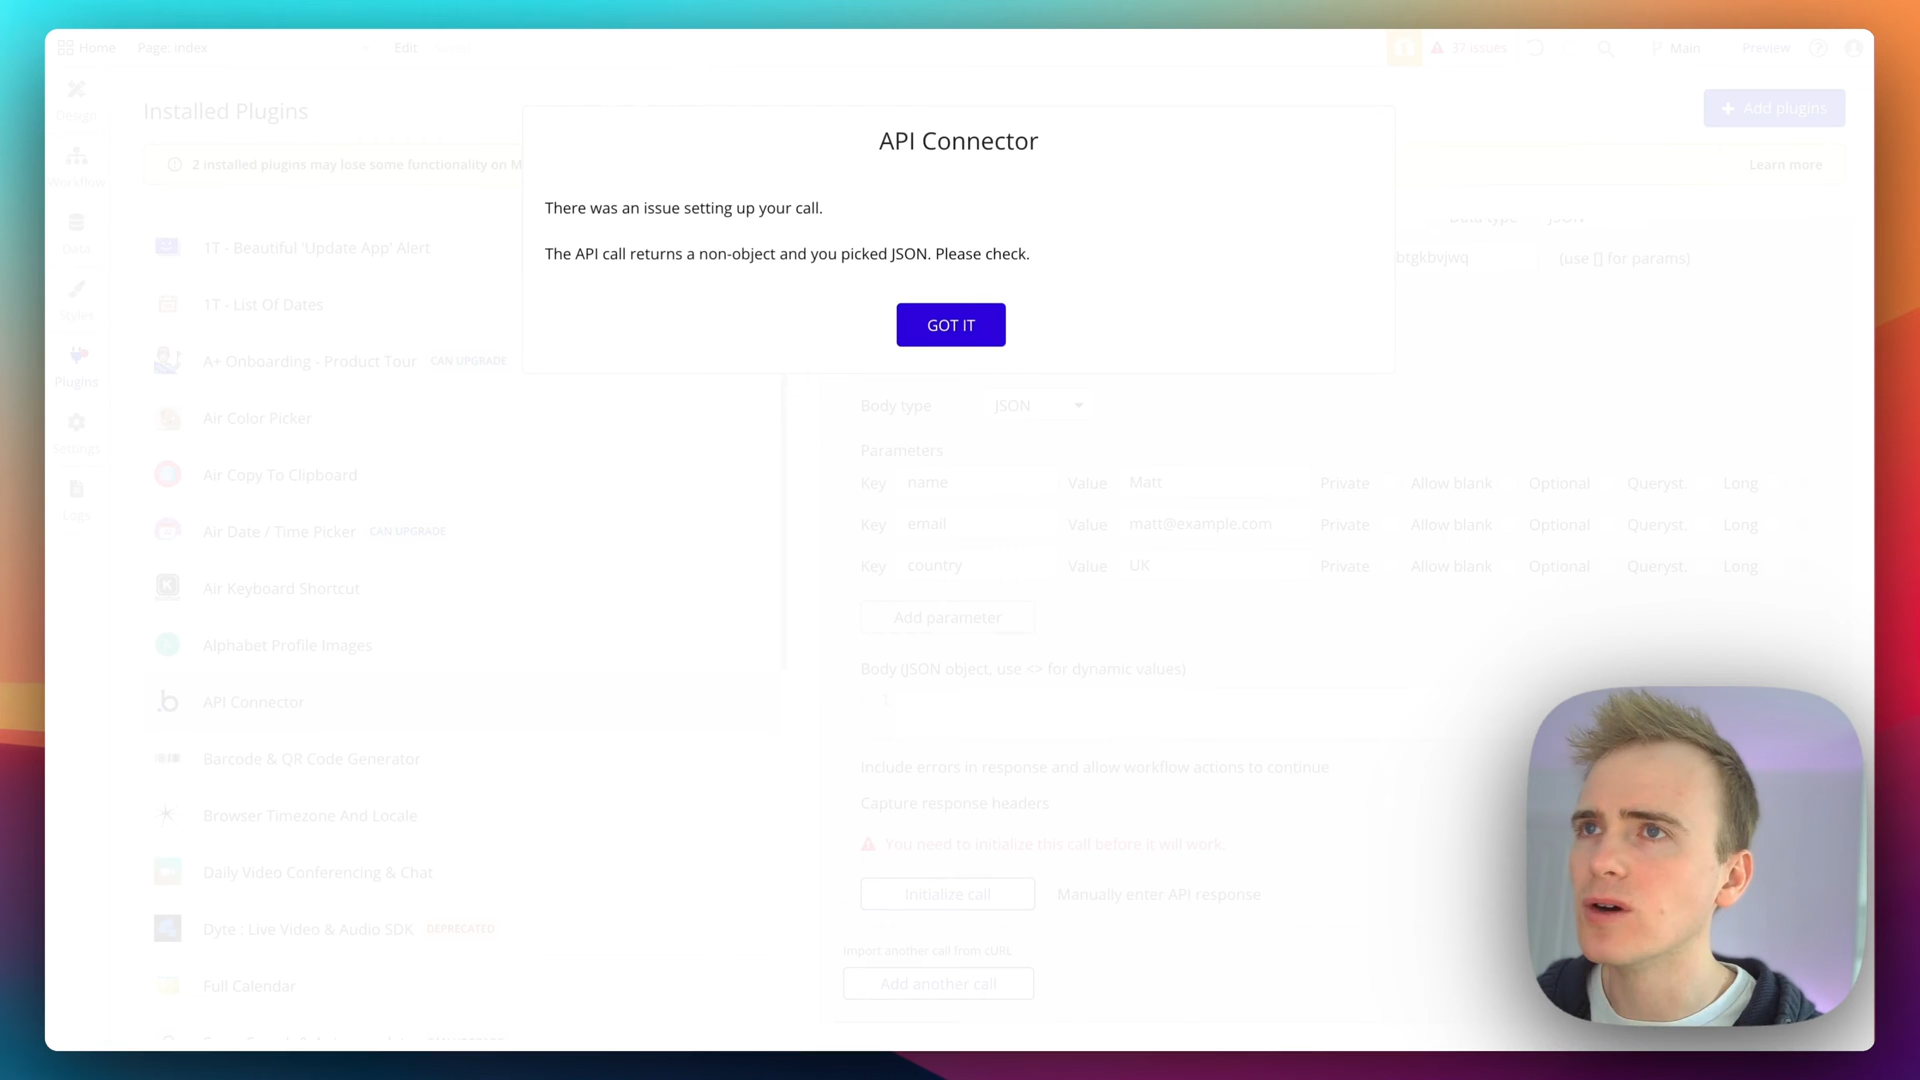 Home
Page: index
Edit
37 issues
Main
Preview
Design
Workflow
Data
Styles
Plugins
Settings
Logs
Installed Plugins
Add plugins
2 installed plugins may lose some functionality on M
Learn more
1T - Beautiful 'Update App' Alert
1T - List Of Dates
A+ Onboarding - Product Tour CAN UPGRADE
Air Color Picker
Air Copy To Clipboard
Air Date / Time Picker CAN UPGRADE
Air Keyboard Shortcut
Alphabet Profile Images
API Connector
Barcode & QR Code Generator
Browser Timezone And Locale
Daily Video Conferencing & Chat
Dyte : Live Video & Audio SDK DEPRECATED
Full Calendar
API Connector
There was an issue setting up your call.
The API call returns a non-object and you picked JSON. Please check.
GOT IT
Data type JSON
btgkbvjwq (use [] for params)
Body type JSON
Parameters
Key name Value Matt Private Allow blank Optional Queryst. Long
Key email Value matt@example.com Private Allow blank Optional Queryst. Long
Key country Value UK Private Allow blank Optional Queryst. Long
Add parameter
Body (JSON object, use <> for dynamic values)
1
Include errors in response and allow workflow actions to continue
Capture response headers
You need to initialize this call before it will work.
Initialize call Manually enter API response
Import another call from cURL
Add another call